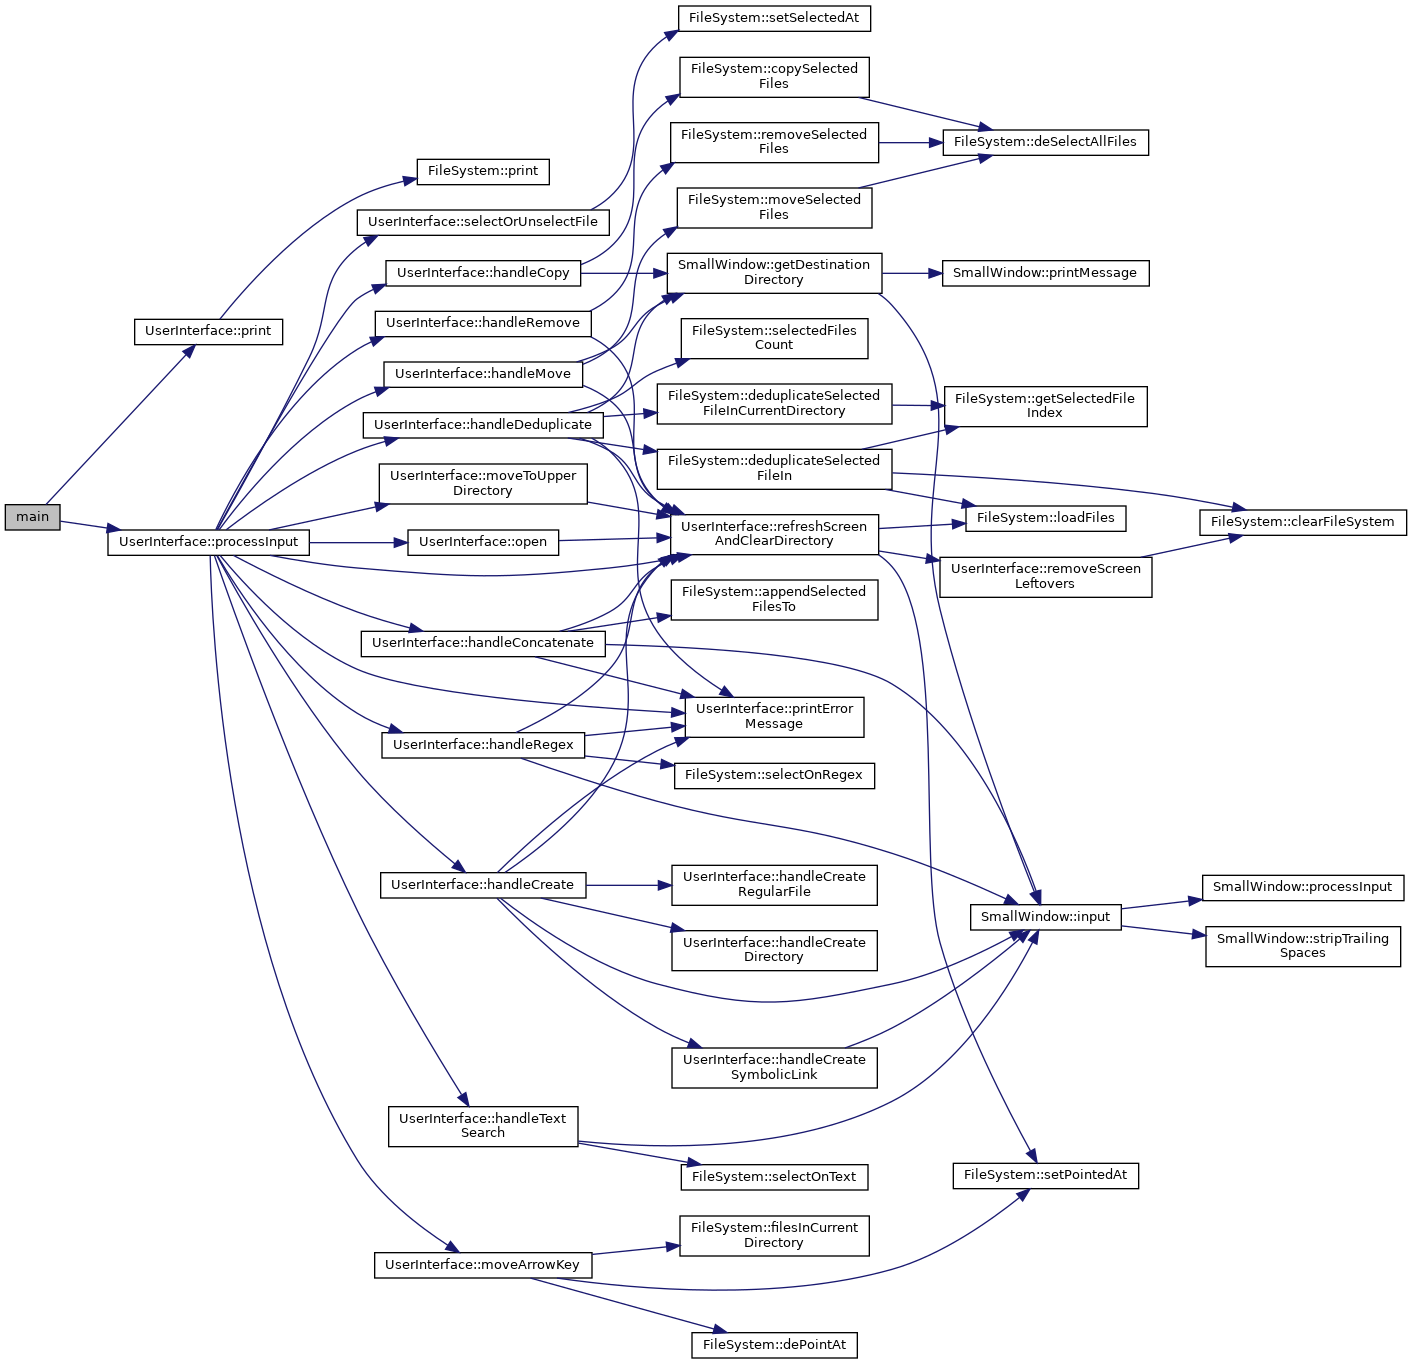 FileSystem::setSelectedAt
FileSystem::copySelected
Files
FileSystem::removeSelected
Files
FileSystem::deSelectAllFiles
FileSystem::print
FileSystem::moveSelected
Files
UserInterface::selectOrUnselectFile
UserInterface::handleCopy
SmallWindow::getDestination
Directory
SmallWindow::printMessage
UserInterface::print
UserInterface::handleRemove
FileSystem::selectedFiles
Count
UserInterface::handleMove
FileSystem::deduplicateSelected
FileInCurrentDirectory
FileSystem::getSelectedFile
Index
UserInterface::handleDeduplicate
FileSystem::deduplicateSelected
FileIn
UserInterface::moveToUpper
Directory
main
FileSystem::loadFiles
FileSystem::clearFileSystem
UserInterface::processInput
UserInterface::open
UserInterface::refreshScreen
AndClearDirectory
UserInterface::removeScreen
Leftovers
FileSystem::appendSelected
FilesTo
UserInterface::handleConcatenate
UserInterface::printError
Message
UserInterface::handleRegex
FileSystem::selectOnRegex
UserInterface::handleCreate
UserInterface::handleCreate
RegularFile
SmallWindow::processInput
SmallWindow::input
UserInterface::handleCreate
Directory
SmallWindow::stripTrailing
Spaces
UserInterface::handleCreate
SymbolicLink
UserInterface::handleText
Search
FileSystem::selectOnText
FileSystem::setPointedAt
FileSystem::filesInCurrent
Directory
UserInterface::moveArrowKey
FileSystem::dePointAt